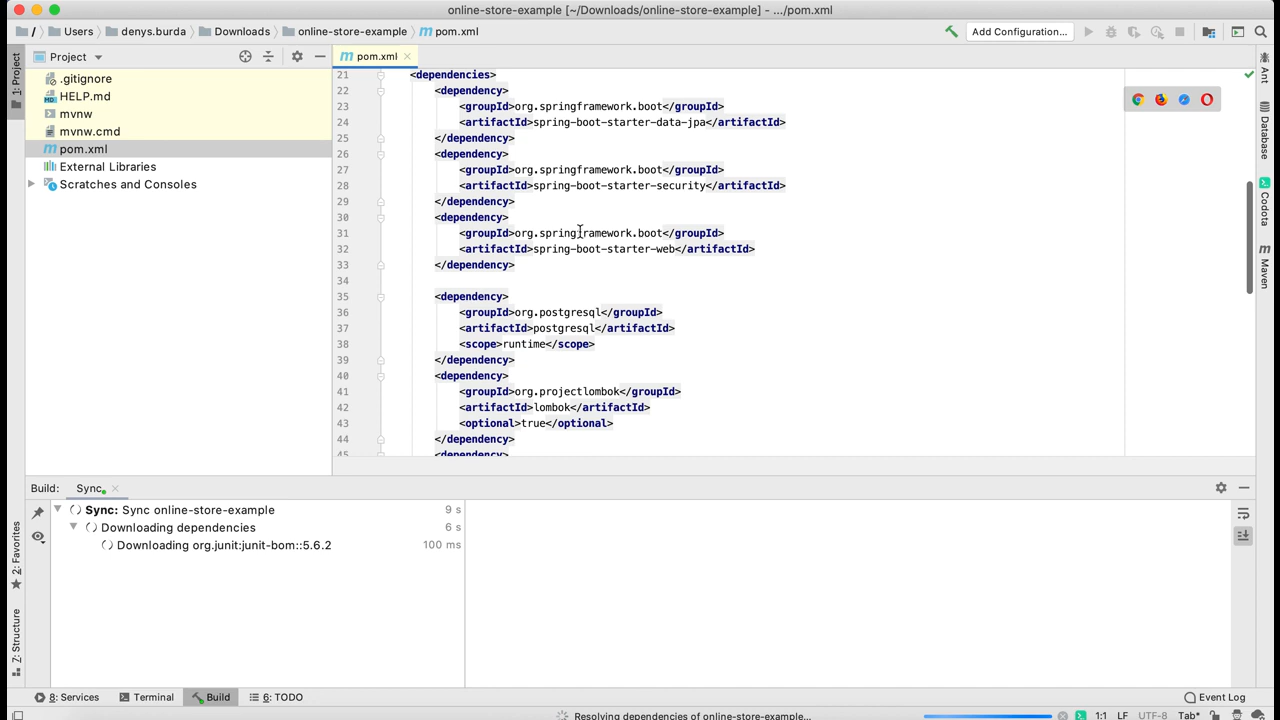 online-store-example [~/Downloads/online-store-example] - .../pom.xml
/ Users denys.burda Downloads online-store-example pom.xml Add Configuration...
1: Project
Project
pom.xml
.gitignore
HELP.md
mvnw
mvnw.cmd
pom.xml
External Libraries
Scratches and Consoles
21 <dependencies>
22 <dependency>
23 <groupId>org.springframework.boot</groupId>
24 <artifactId>spring-boot-starter-data-jpa</artifactId>
25 </dependency>
26 <dependency>
27 <groupId>org.springframework.boot</groupId>
28 <artifactId>spring-boot-starter-security</artifactId>
29 </dependency>
30 <dependency>
31 <groupId>org.springframework.boot</groupId>
32 <artifactId>spring-boot-starter-web</artifactId>
33 </dependency>
34
35 <dependency>
36 <groupId>org.postgresql</groupId>
37 <artifactId>postgresql</artifactId>
38 <scope>runtime</scope>
39 </dependency>
40 <dependency>
41 <groupId>org.projectlombok</groupId>
42 <artifactId>lombok</artifactId>
43 <optional>true</optional>
44 </dependency>
45 <dependency>
Ant
Database
Codota
Maven
Build: Sync
Sync: Sync online-store-example 9 s
Downloading dependencies 6 s
Downloading org.junit:junit-bom::5.6.2 100 ms
2: Favorites
7: Structure
8: Services Terminal Build 6: TODO Event Log
Resolving dependencies of online-store-example... 1:1 LF UTF-8 Tab*